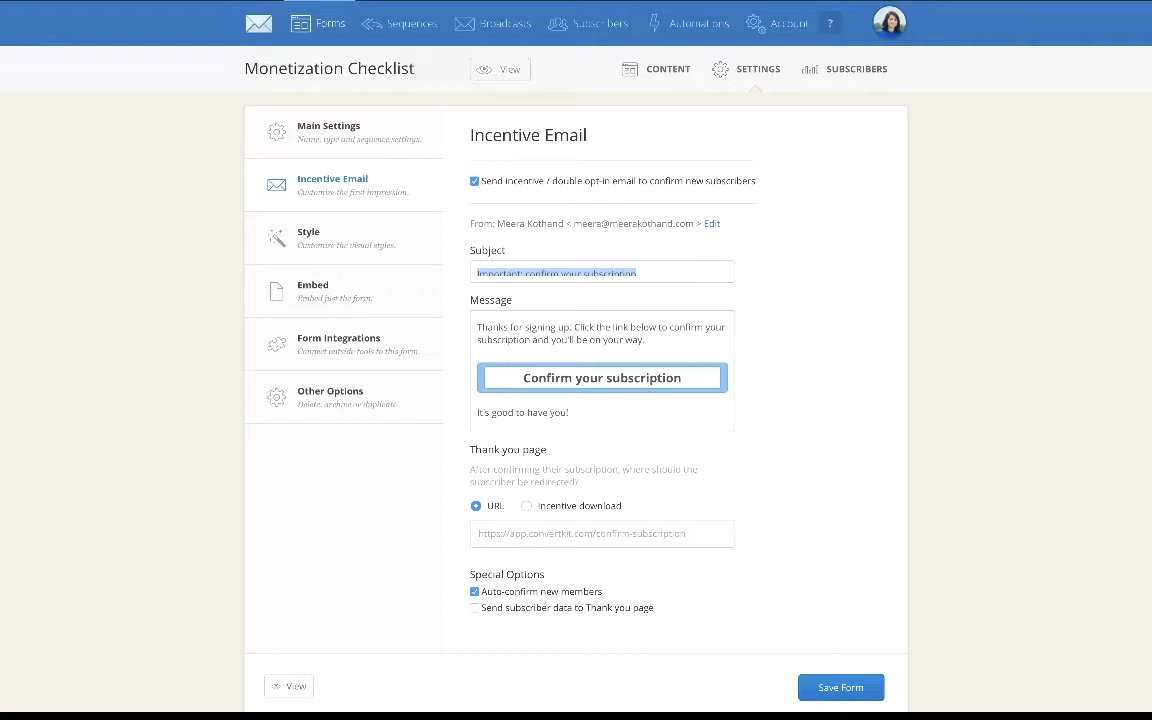 Forms
Sequences
Broadcasts
Subscribers
Automations
Account
?
Monetization Checklist
View
CONTENT
SETTINGS
SUBSCRIBERS
Main Settings
Name, type and sequence settings.
Incentive Email
Customize the first impression.
Style
Customize the visual styles.
Embed
Embed just the form.
Form Integrations
Connect outside tools to this form.
Other Options
Delete, archive or duplicate
Incentive Email
Send incentive / double opt-in email to confirm new subscribers
From: Meera Kothand < meera@meerakothand.com > Edit
Subject
Important: confirm your subscription
Message
Thanks for signing up. Click the link below to confirm your
subscription and you'll be on your way.
Confirm your subscription
It's good to have you!
Thank you page
After confirming their subscription, where should the
subscriber be redirected?
URL
Incentive download
https://app.convertkit.com/confirm-subscription
Special Options
Auto-confirm new members
Send subscriber data to Thank you page
View
Save Form